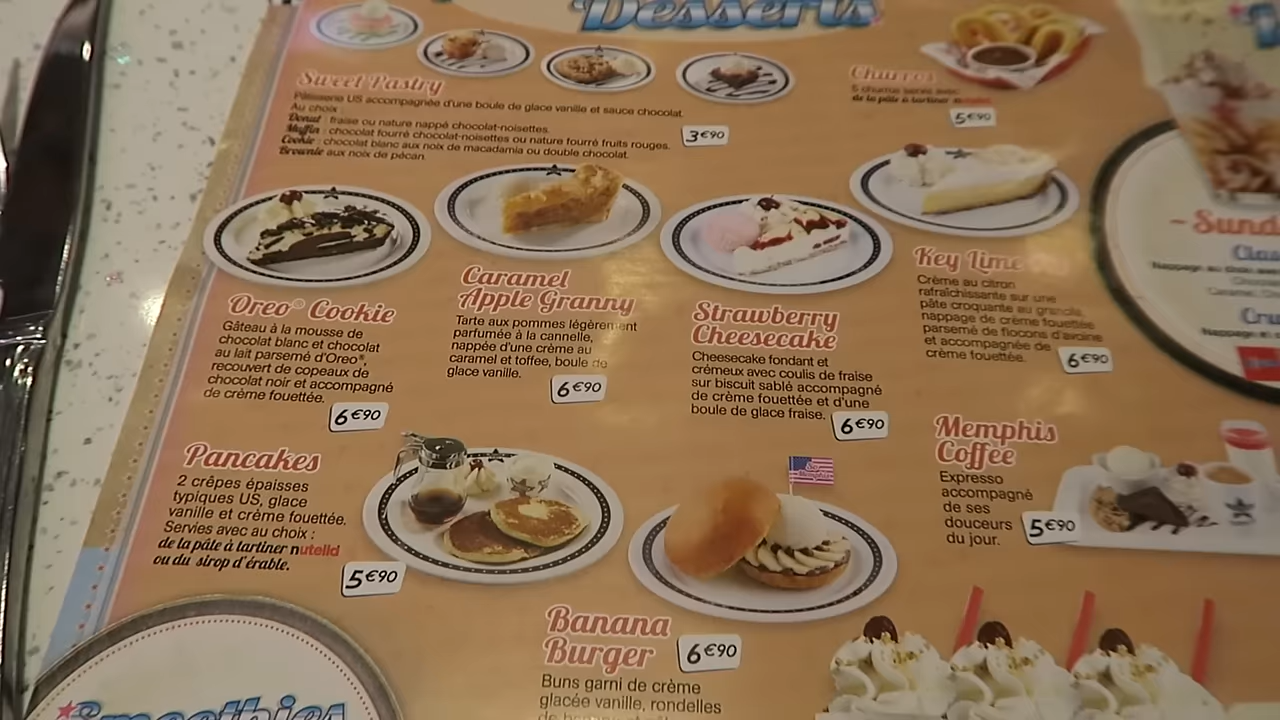 Desserts
Sweet Pastry
Pâtisserie US accompagnée d'une boule de glace vanille et sauce chocolat.
Au choix :
Donut : fraise ou nature nappé chocolat-noisettes.
Muffin : chocolat fourré chocolat-noisettes ou nature fourré fruits rouges.
Cookie : chocolat blanc aux noix de macadamia ou double chocolat.
Brownie aux noix de pécan
3€90
Churros
5 churros servis avec
de la pâte à tartiner nutella
5€90
Oreo® Cookie
Gâteau à la mousse de
chocolat blanc et chocolat
au lait parsemé d'Oreo®,
recouvert de copeaux de
chocolat noir et accompagné
de crème fouettée.
6€90
Caramel
Apple Granny
Tarte aux pommes légèrement
parfumée à la cannelle,
nappée d'une crème au
caramel et toffee, boule de
glace vanille.
6€90
Strawberry
Cheesecake
Cheesecake fondant et
crémeux avec coulis de fraise
sur biscuit sablé accompagné
de crème fouettée et d'une
boule de glace fraise.
6€90
Key Lime
Crème au citron
rafraîchissante sur une
pâte croquante au granola,
nappage de crème fouettée
parsemé de flocons d'avoine
et accompagnée de
crème fouettée.
6€90
Pancakes
2 crêpes épaisses
typiques US, glace
vanille et crème fouettée.
Servies avec au choix :
de la pâte à tartiner nutella
ou du sirop d'érable.
5€90
Banana
Burger
6€90
Buns garni de crème
glacée vanille, rondelles
Memphis
Coffee
Expresso
accompagné
de ses
douceurs
du jour.
5€90
Smoothies